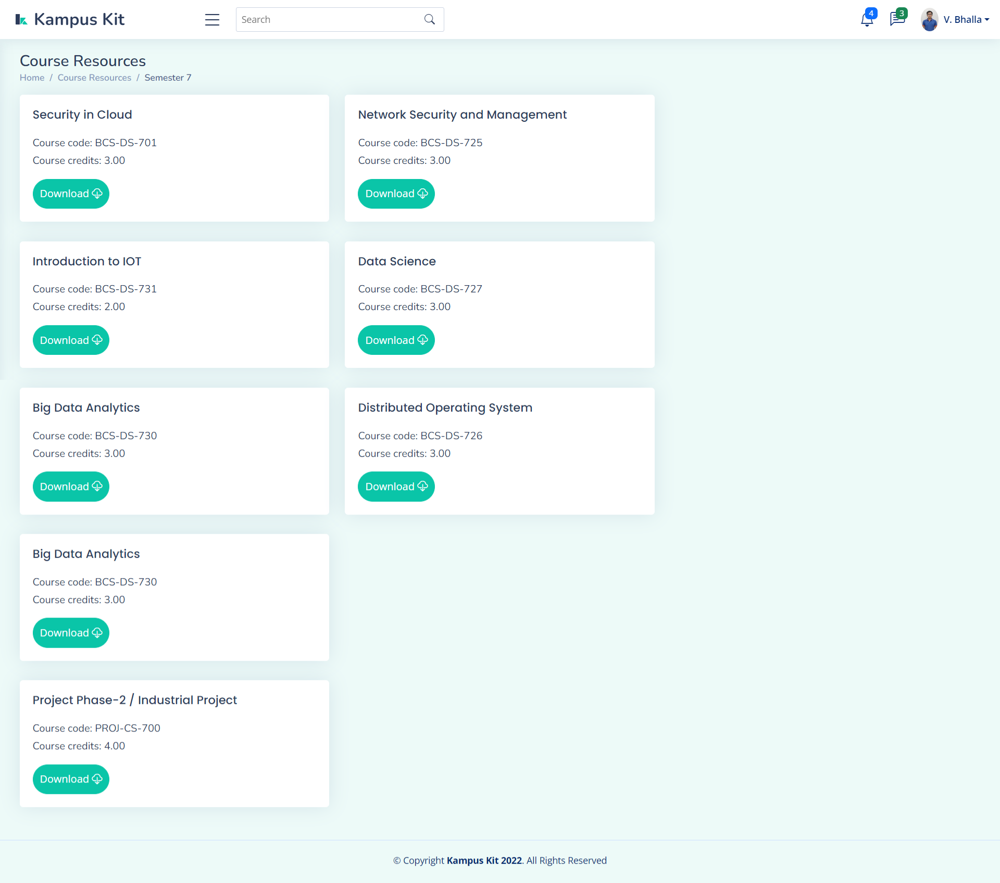 Kampus Kit
Search
4
3
V. Bhalla
Course Resources
Home / Course Resources / Semester 7
Security in Cloud
Course code: BCS-DS-701
Course credits: 3.00
Download
Network Security and Management
Course code: BCS-DS-725
Course credits: 3.00
Download
Introduction to IOT
Course code: BCS-DS-731
Course credits: 2.00
Download
Data Science
Course code: BCS-DS-727
Course credits: 3.00
Download
Big Data Analytics
Course code: BCS-DS-730
Course credits: 3.00
Download
Distributed Operating System
Course code: BCS-DS-726
Course credits: 3.00
Download
Big Data Analytics
Course code: BCS-DS-730
Course credits: 3.00
Download
Project Phase-2 / Industrial Project
Course code: PROJ-CS-700
Course credits: 4.00
Download
© Copyright Kampus Kit 2022. All Rights Reserved